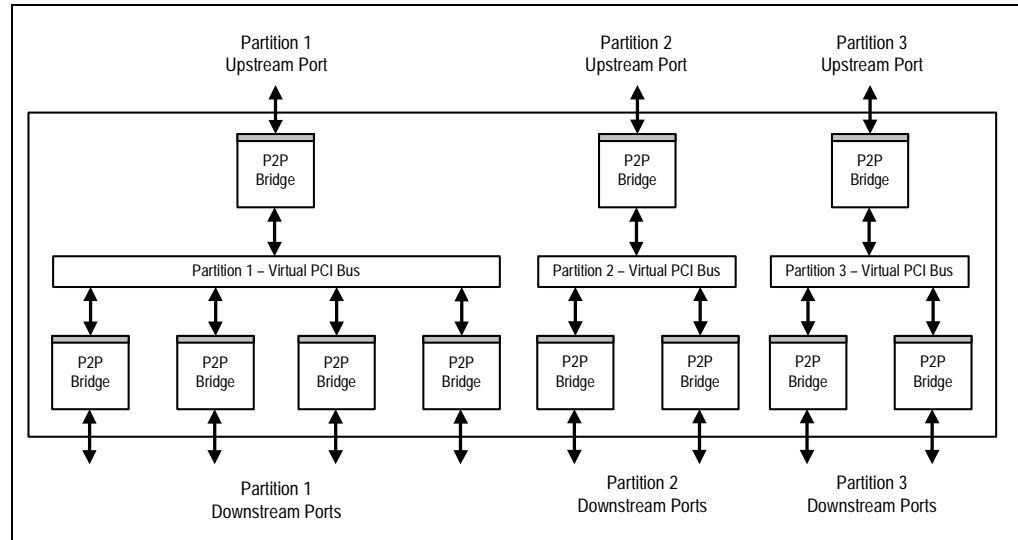 Partition 1
Upstream Port
Partition 2
Upstream Port
Partition 3
Upstream Port
P2P
Bridge
P2P
Bridge
P2P
Bridge
Partition 1 – Virtual PCI Bus
Partition 2 – Virtual PCI Bus
Partition 3 – Virtual PCI Bus
P2P
Bridge
P2P
Bridge
P2P
Bridge
P2P
Bridge
P2P
Bridge
P2P
Bridge
P2P
Bridge
P2P
Bridge
Partition 1
Downstream Ports
Partition 2
Downstream Ports
Partition 3
Downstream Ports